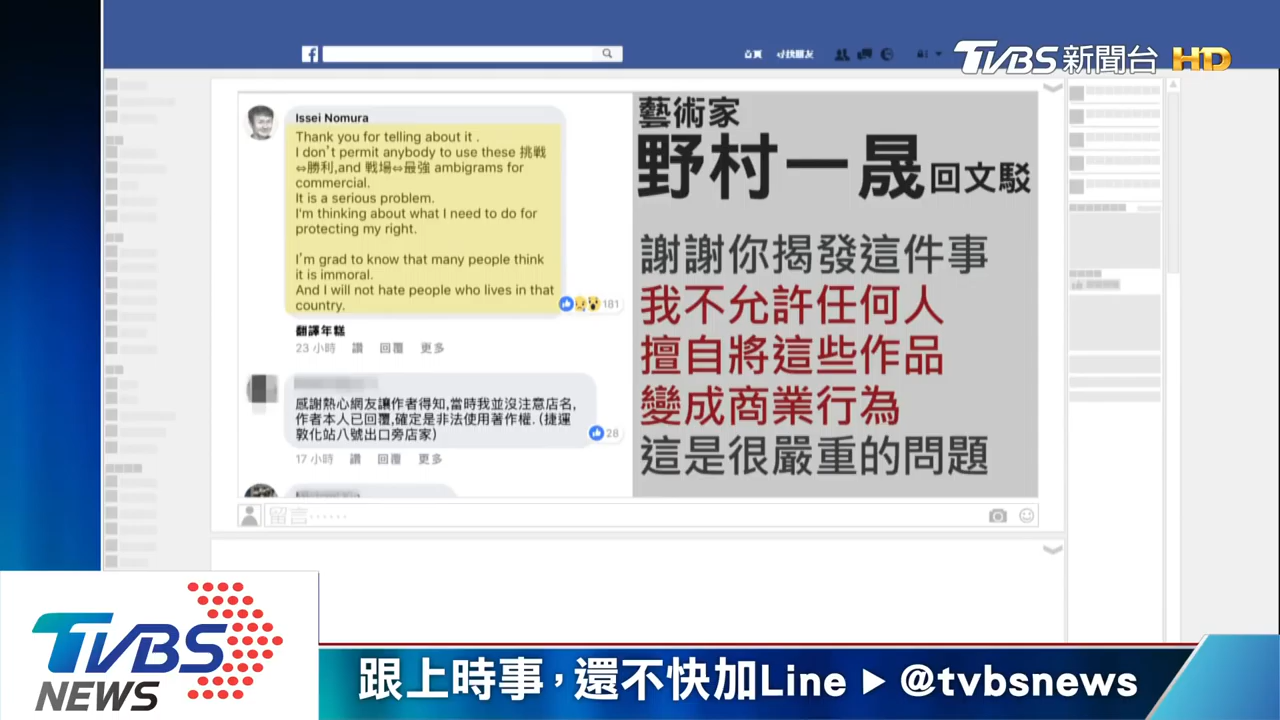 首頁 尋找朋友
TVBS新聞台 HD
Issei Nomura
Thank you for telling about it .
I don't permit anybody to use these 挑戦
⇔勝利,and 戦場⇔最強 ambigrams for
commercial.
It is a serious problem.
I'm thinking about what I need to do for
protecting my right.
I'm grad to know that many people think
it is immoral.
And I will not hate people who lives in that
country.
181
翻譯年糕
23 小時 讚 回覆 更多
感謝熱心網友讓作者得知,當時我並沒注意店名,
作者本人已回覆,確定是非法使用著作權. (捷運
敦化站八號出口旁店家)
28
17 小時 讚 回覆 更多
留言······
藝術家
野村一晟回文駁
謝謝你揭發這件事
我不允許任何人
擅自將這些作品
變成商業行為
這是很嚴重的問題
TVBS
NEWS
跟上時事，還不快加Line ▶ @tvbsnews